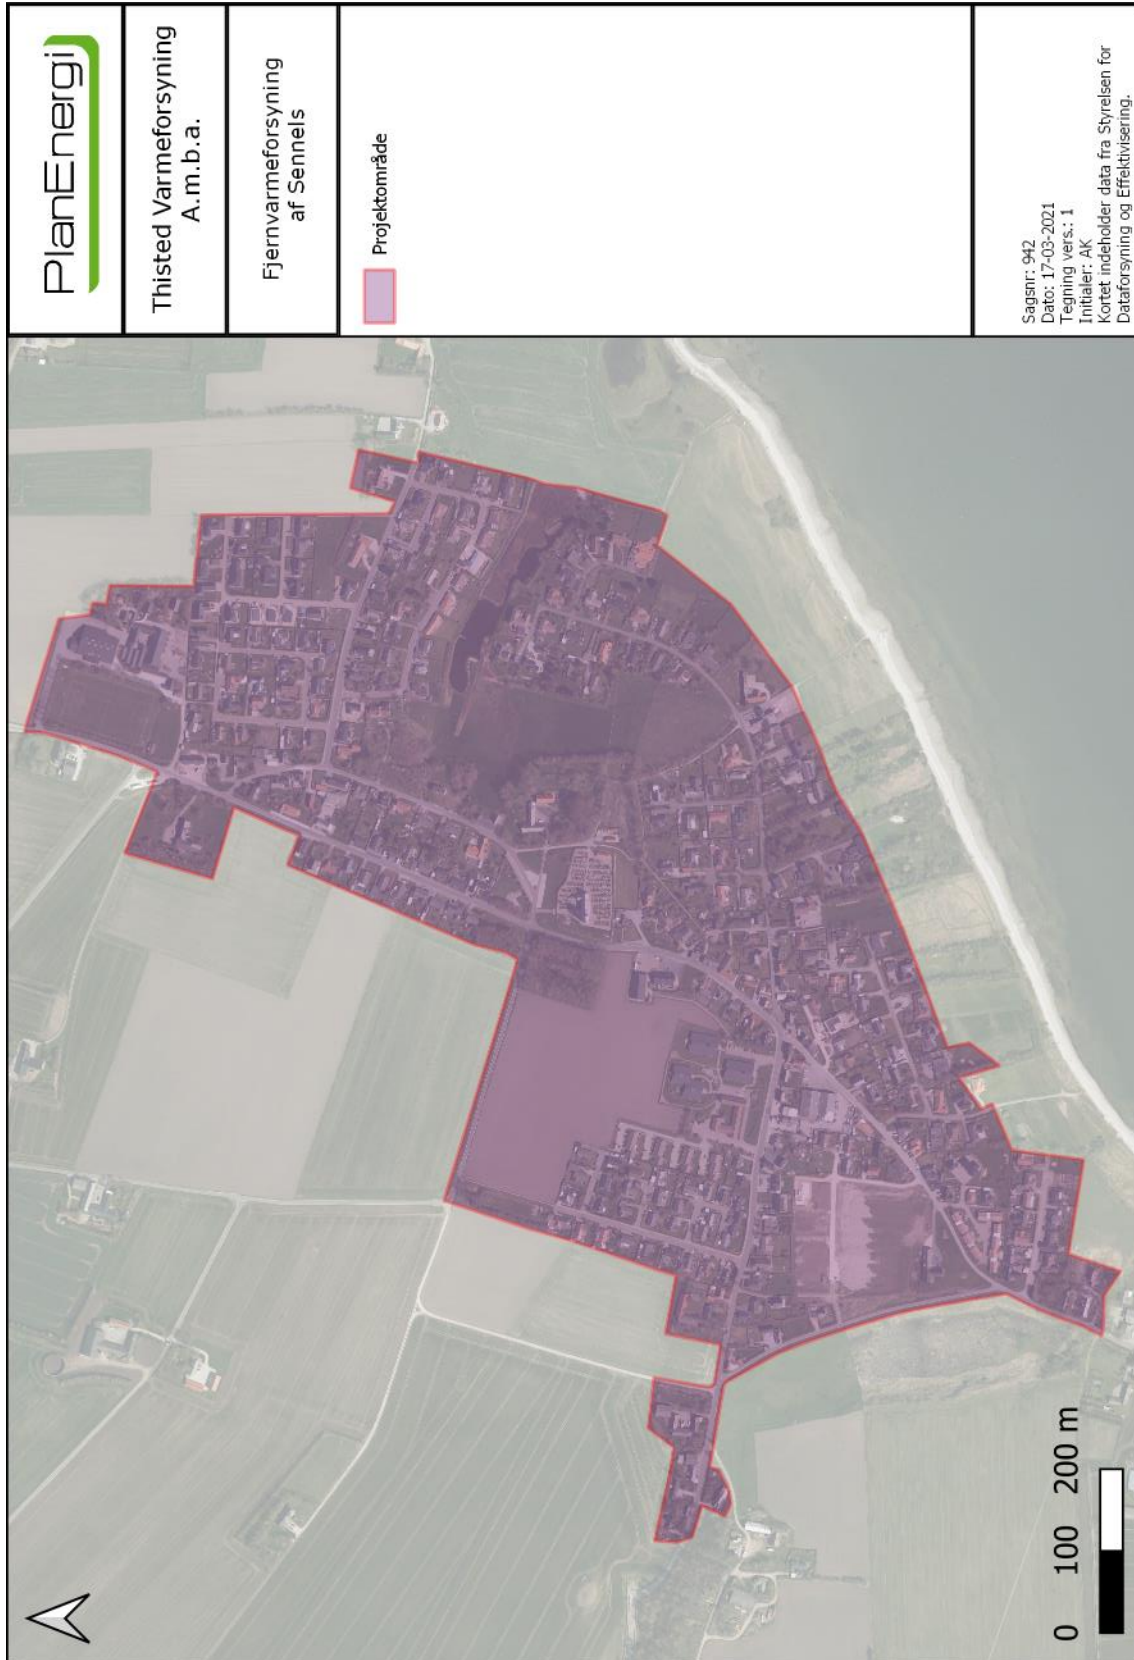 PlanEnergi
Thisted Varmeforsyning
A.m.b.a.
Fjernvarmeforsyning
af Sennels
Projektområde
Sagsnr: 942
Dato: 17-03-2021
Tegning vers.: 1
Initialer: AK
Kortet indeholder data fra Styrelsen for
Dataforsyning og Effektivisering.
0 100 200 m